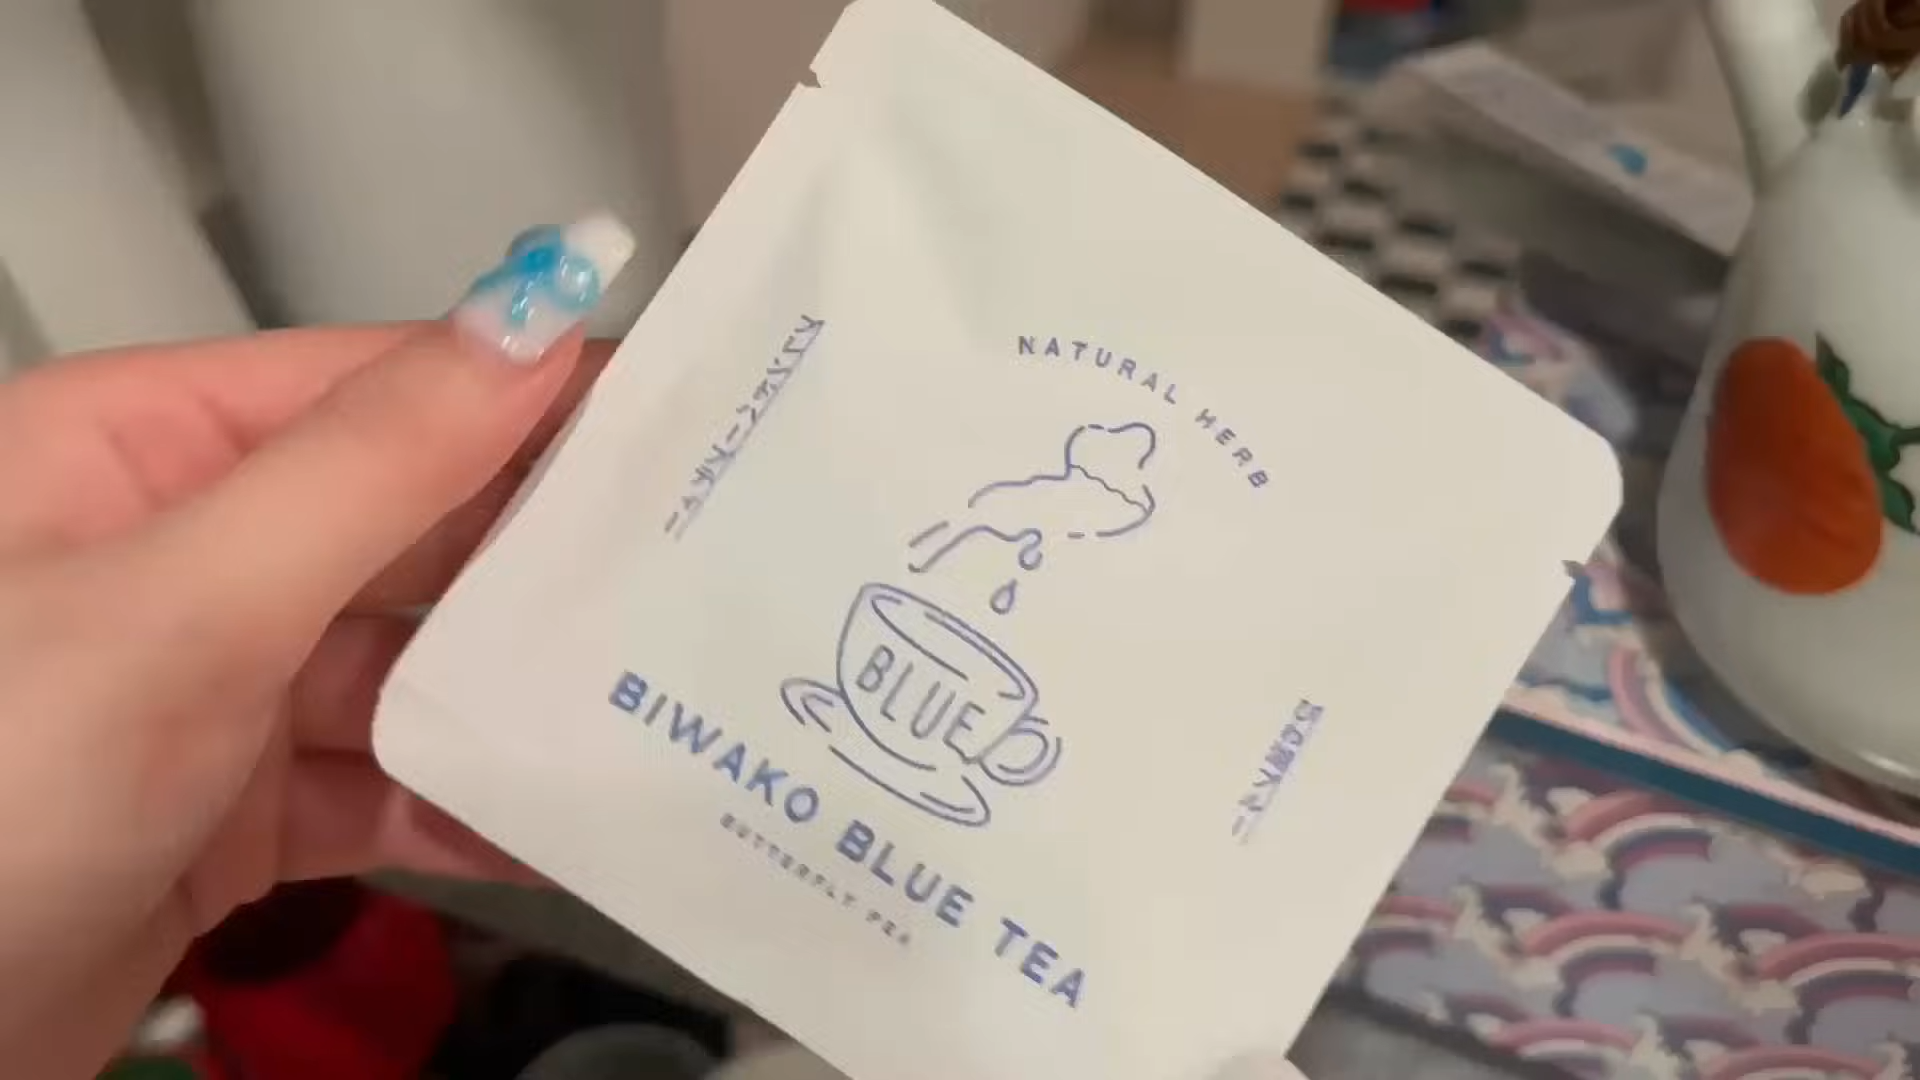 NATURAL HERB
BLUE
BIWAKO BLUE TEA
BUTTERFLY PEA